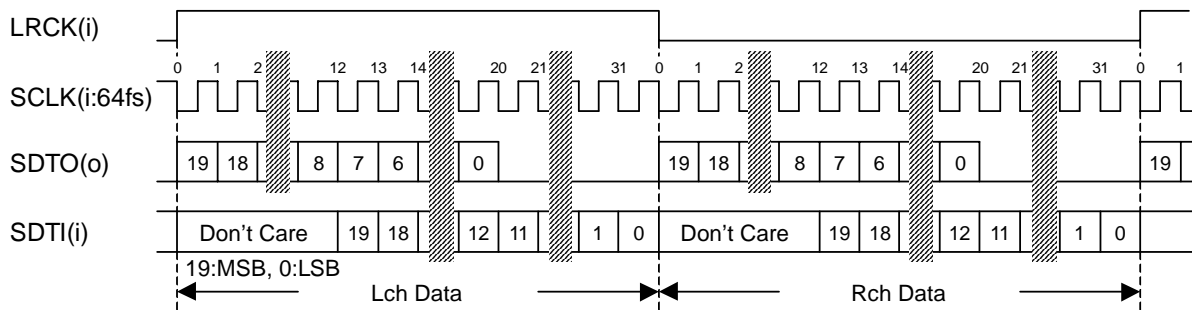 LRCK(i)
0 1 2 12 13 14 20 21 31 0 1 2 12 13 14 20 21 31 0 1
SCLK(i:64fs)
SDTO(o) 19 18 8 7 6 0 19 18 8 7 6 0 19
SDTI(i) Don't Care 19 18 12 11 1 0 Don't Care 19 18 12 11 1 0
19:MSB, 0:LSB
Lch Data Rch Data